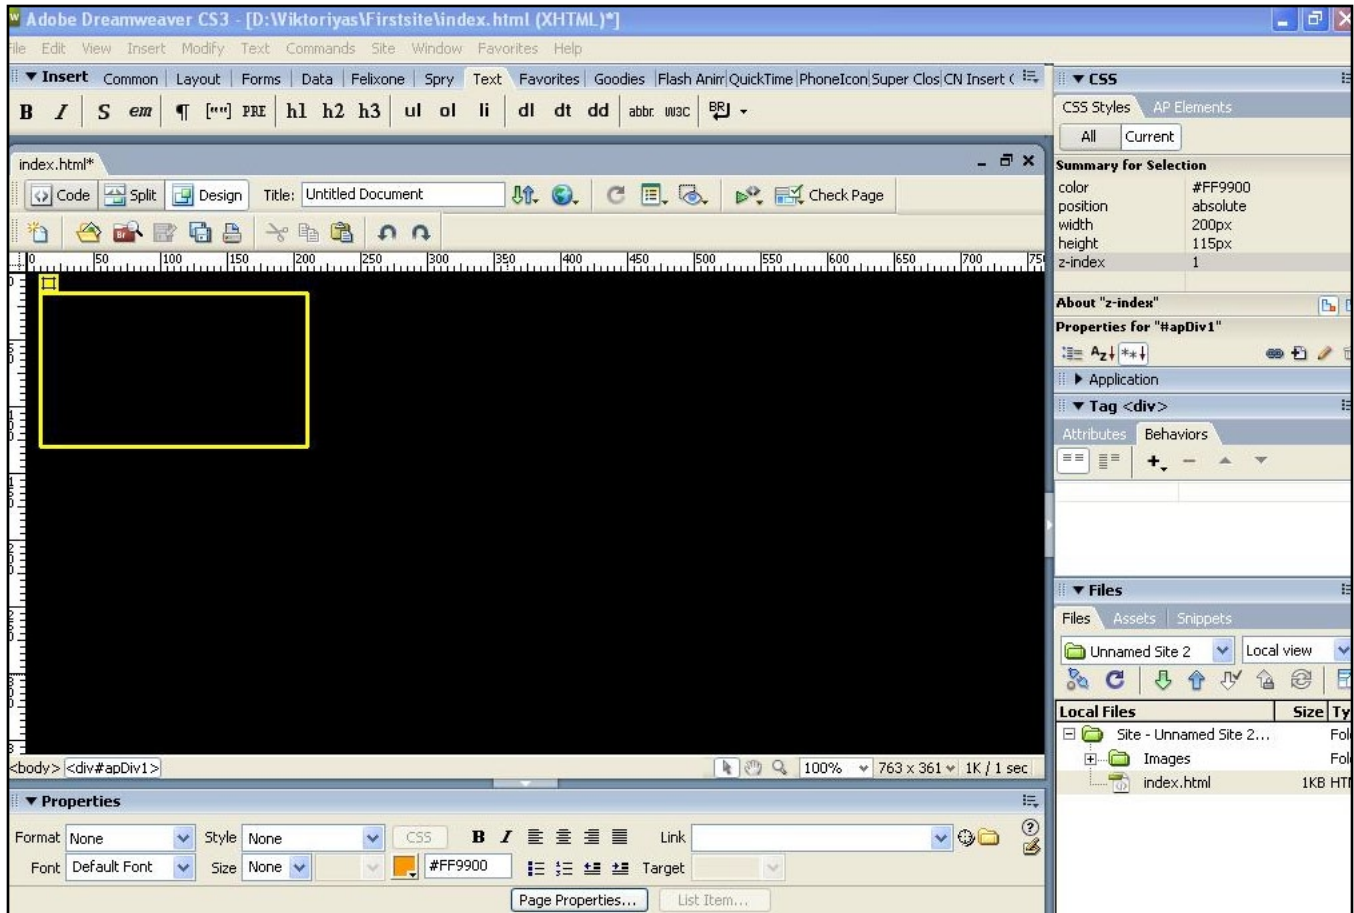 Adobe Dreamweaver CS3 - [D:\Viktoriyas\Firstsite\index.html (XHTML)*]
File Edit View Insert Modify Text Commands Site Window Favorites Help
▼ Insert Common Layout Forms Data Felixone Spry Text Favorites Goodies Flash Anim QuickTime PhoneIcon Super Clos CN Insert
B I S em ¶ [""] PRE h1 h2 h3 ul ol li dl dt dd abbr. W3C BR
index.html*
Code Split Design Title: Untitled Document Check Page
0 50 100 150 200 250 300 350 400 450 500 550 600 650 700 75
<body> <div#apDiv1> 100% 763 x 361 1K / 1 sec
▼ Properties
Format None Style None CSS B I Link
Font Default Font Size None #FF9900 Target
Page Properties... List Item...
▼ CSS
CSS Styles AP Elements
All Current
Summary for Selection
color #FF9900
position absolute
width 200px
height 115px
z-index 1
About "z-index"
Properties for "#apDiv1"
Az↓ **↓
Application
▼ Tag <div>
Attributes Behaviors
▼ Files
Files Assets Snippets
Unnamed Site 2 Local view
Local Files Size Ty
Site - Unnamed Site 2... Fol
Images Fol
index.html 1KB HTM